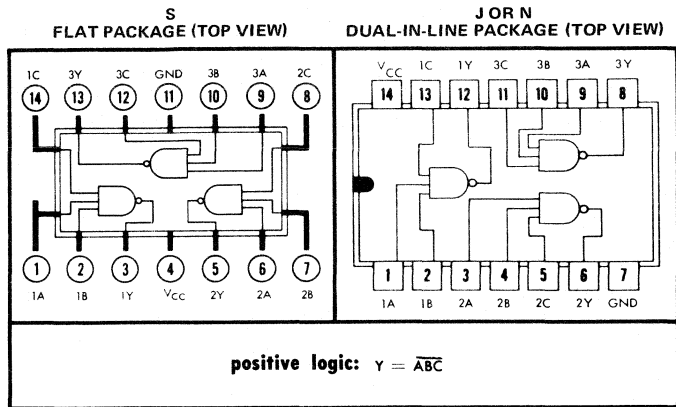 S
FLAT PACKAGE (TOP VIEW)
1C 3Y 3C GND 3B 3A 2C
14 13 12 11 10 9 8
1 2 3 4 5 6 7
1A 1B 1Y VCC 2Y 2A 2B
J OR N
DUAL-IN-LINE PACKAGE (TOP VIEW)
VCC 1C 1Y 3C 3B 3A 3Y
14 13 12 11 10 9 8
1 2 3 4 5 6 7
1A 1B 2A 2B 2C 2Y GND
positive logic: Y = A̅B̅C̅